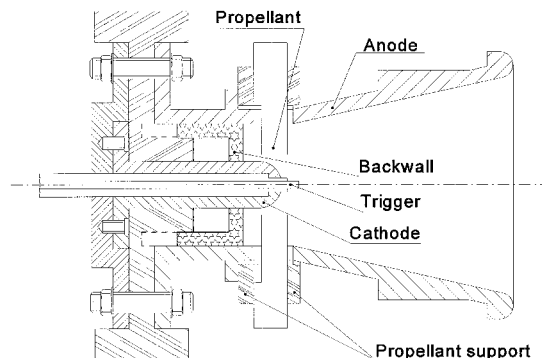 Propellant
Anode
Backwall
Trigger
Cathode
Propellant support